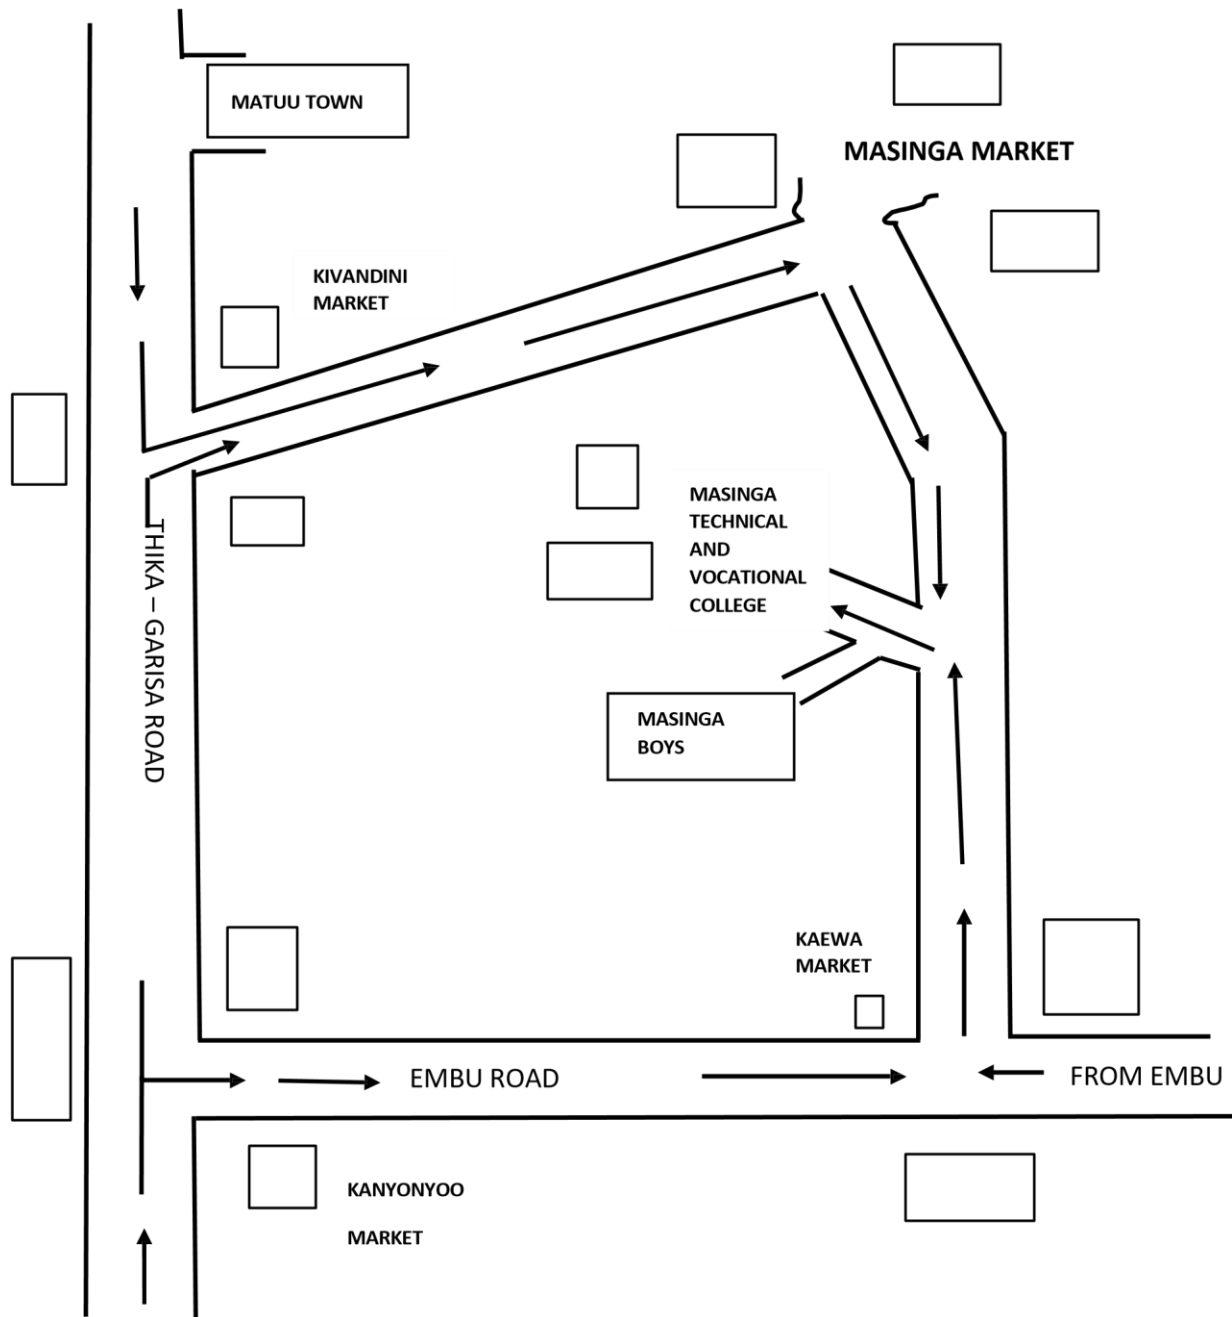 MATUU TOWN
MASINGA MARKET
KIVANDINI
MARKET
MASINGA
TECHNICAL
AND
VOCATIONAL
COLLEGE
THIKA – GARISA ROAD
MASINGA
BOYS
KAEWA
MARKET
EMBU ROAD
FROM EMBU
KANYONYOO
MARKET